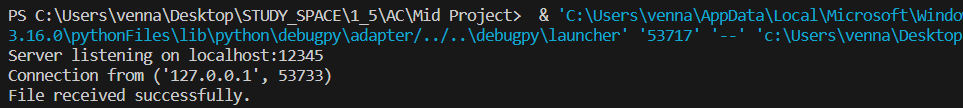 PS C:\Users\venna\Desktop\STUDY_SPACE\1_5\AC\Mid Project>  & 'C:\Users\venna\AppData\Local\Microsoft\Windo
3.16.0\pythonFiles\lib\python\debugpy\adapter/../..\debugpy\launcher' '53717' '--' 'c:\Users\venna\Desktop
Server listening on localhost:12345
Connection from ('127.0.0.1', 53733)
File received successfully.